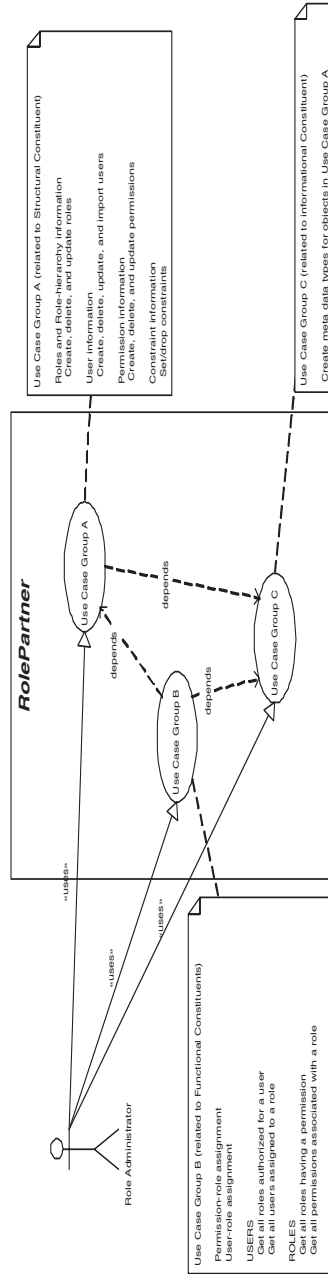 RolePartner
Use Case Group A (related to Structural Constituent)
Roles and Role-hierarchy information
Create, delete, and update roles
User information
Create, delete, update, and import users
Permission information
Create, delete, and update permissions
Constraint information
Set/drop constraints
Use Case Group A
«uses»
depends
depends
Use Case Group B
depends
«uses»
«uses»
Use Case Group C
Role Administrator
Use Case Group B (related to Functional Constituents)
Permission-role assignment
User-role assignment
USERS
Get all roles authorized for a user
Get all users assigned to a role
ROLES
Get all roles having a permission
Get all permissions associated with a role
Use Case Group C (related to informational Constituent)
Create meta data types for objects in Use Case Group A